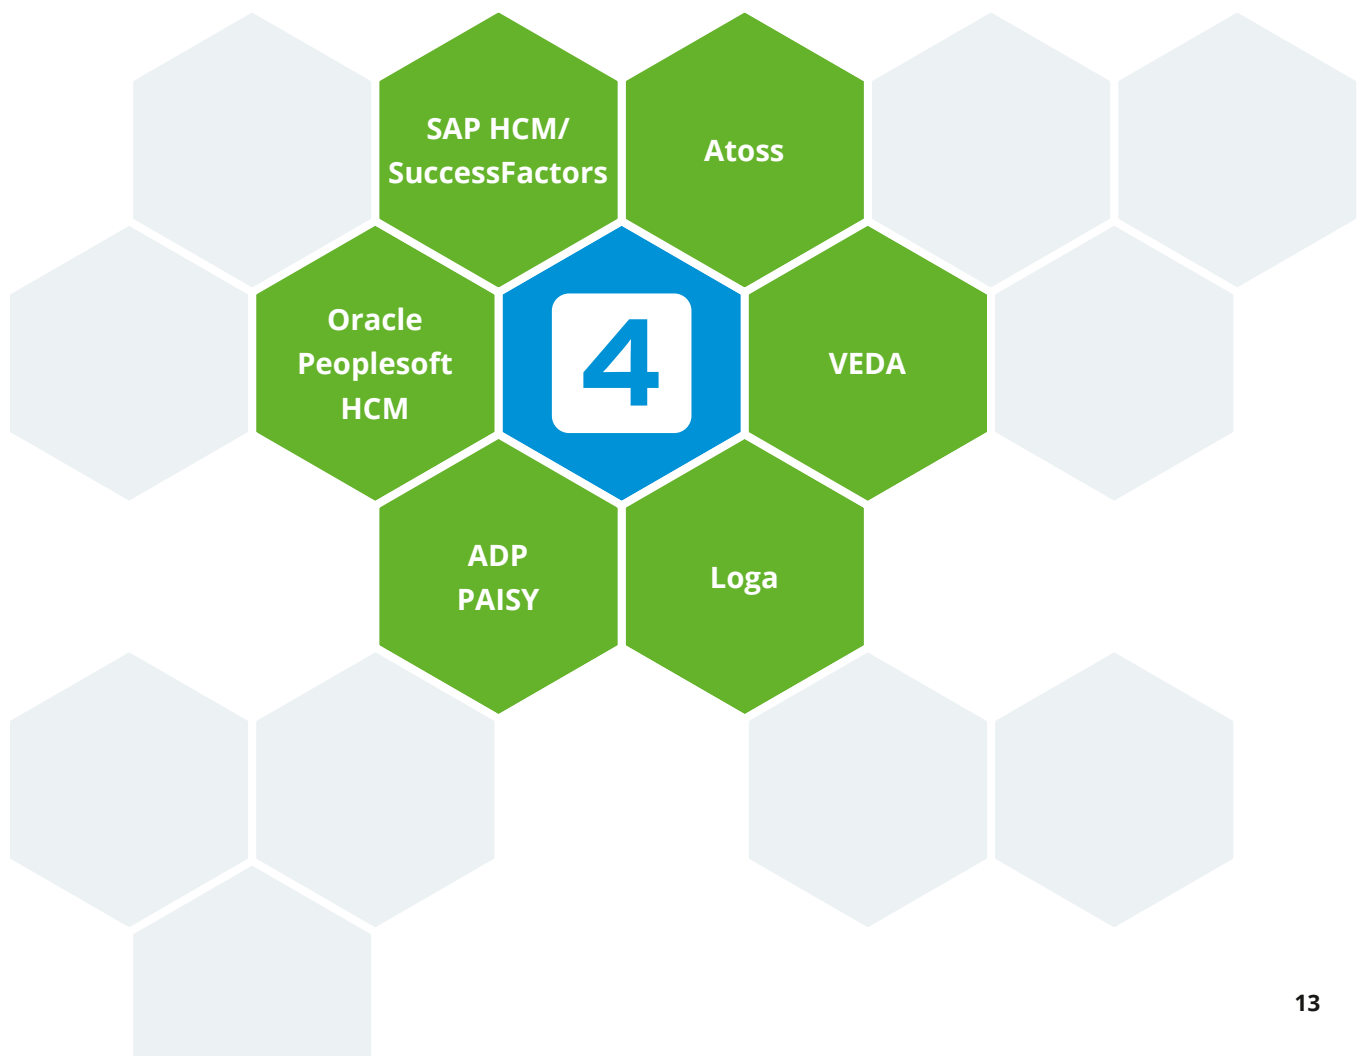 SAP HCM/
SuccessFactors
Atoss
Oracle
Peoplesoft
HCM
4
VEDA
ADP
PAISY
Loga
13